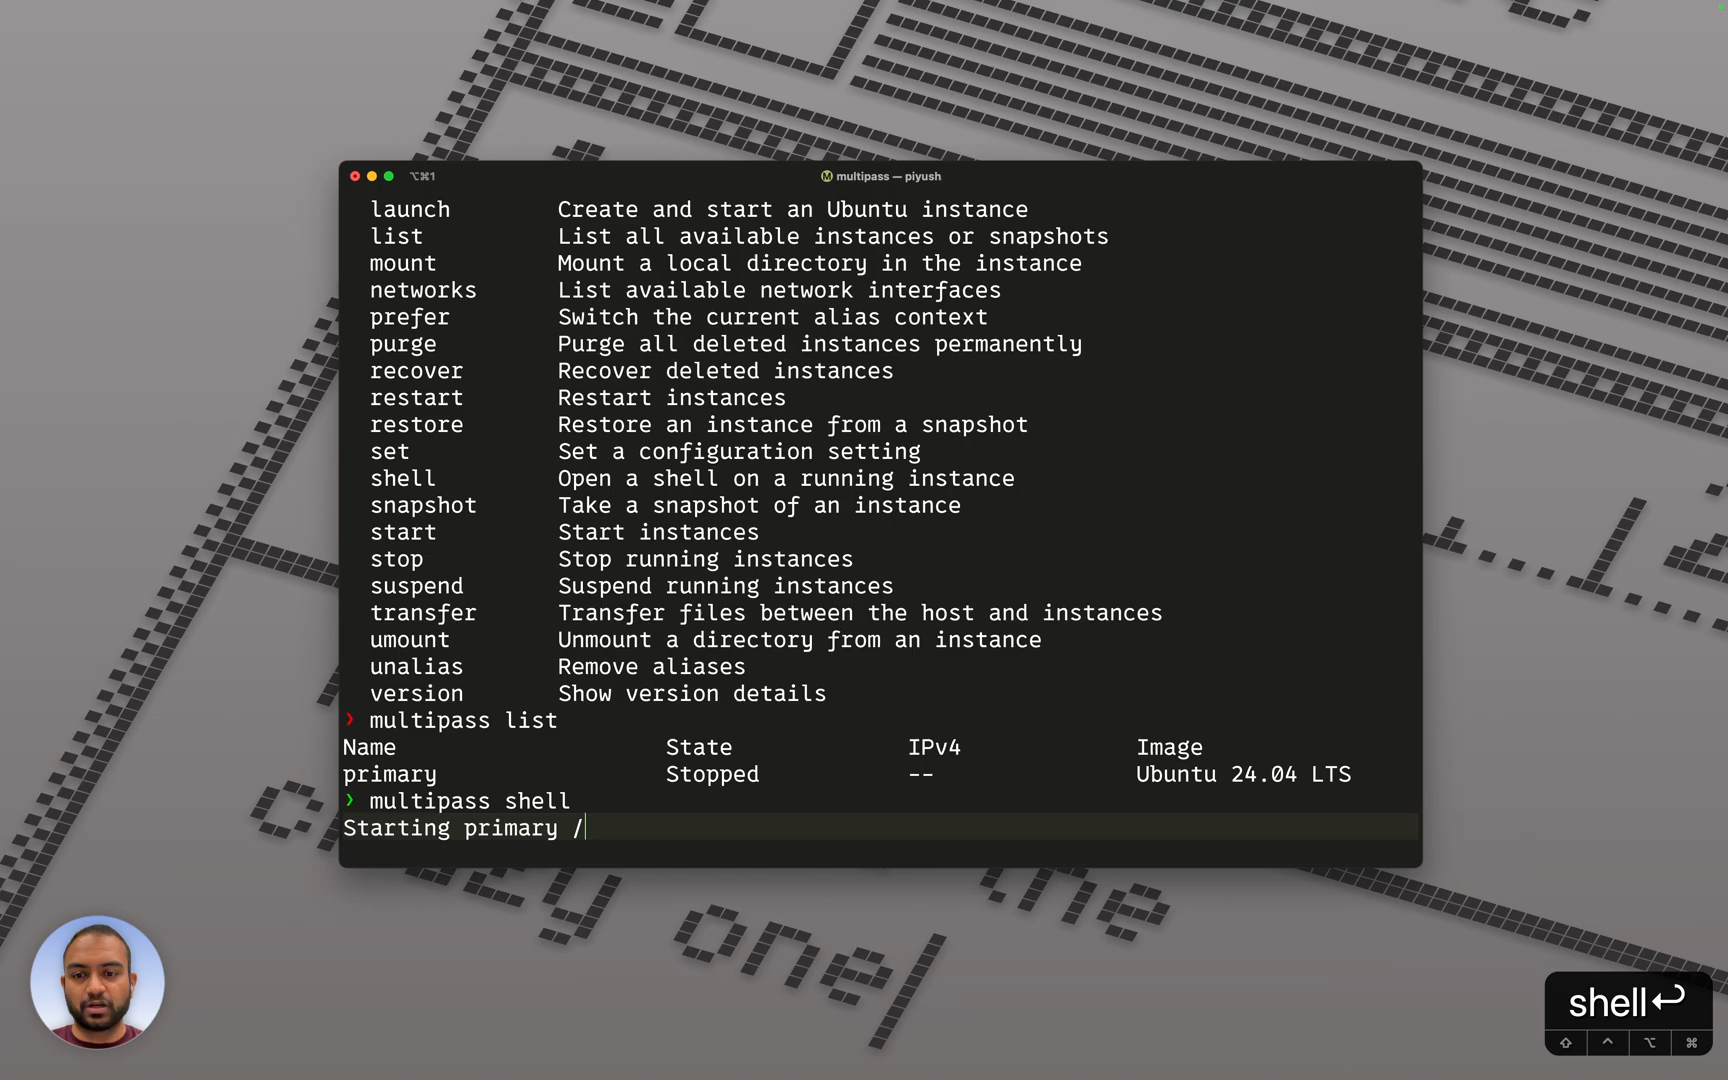 ⌥⌘1
multipass — piyush
launch Create and start an Ubuntu instance
list List all available instances or snapshots
mount Mount a local directory in the instance
networks List available network interfaces
prefer Switch the current alias context
purge Purge all deleted instances permanently
recover Recover deleted instances
restart Restart instances
restore Restore an instance from a snapshot
set Set a configuration setting
shell Open a shell on a running instance
snapshot Take a snapshot of an instance
start Start instances
stop Stop running instances
suspend Suspend running instances
transfer Transfer files between the host and instances
umount Unmount a directory from an instance
unalias Remove aliases
version Show version details
❯ multipass list
Name State IPv4 Image
primary Stopped -- Ubuntu 24.04 LTS
❯ multipass shell
Starting primary /
the
one/
shell↩
⇧ ^ ⌥ ⌘